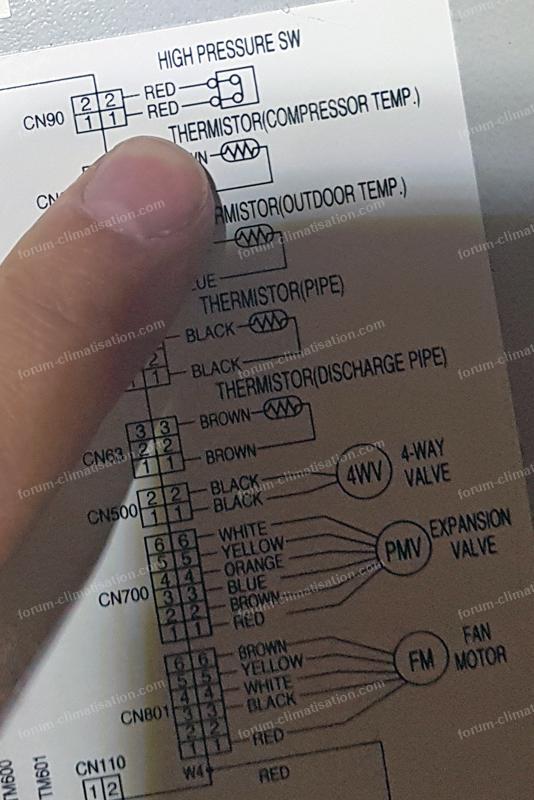 HIGH PRESSURE SW
CN90
2 2 RED
1 1 RED
THERMISTOR(COMPRESSOR TEMP.)
(OUTDOOR TEMP.)
THERMISTOR(PIPE)
BLACK
2
1 BLACK
THERMISTOR(DISCHARGE PIPE)
CN63
3 3 BROWN
2 2
1 1 BROWN
4WV
4-WAY
VALVE
CN500
2 2 BLACK
1 1 BLACK
CN700
6 6 WHITE
5 5 YELLOW
4 4 ORANGE
3 3 BLUE
2 2 BROWN
1 1 RED
PMV
EXPANSION
VALVE
CN801
6 6 BROWN
5 5 YELLOW
4 4 WHITE
3 3 BLACK
2 2
1 1 RED
FM
FAN
MOTOR
W4
RED
CN110
1 2
TM600
TM601
forum-climatisation.com